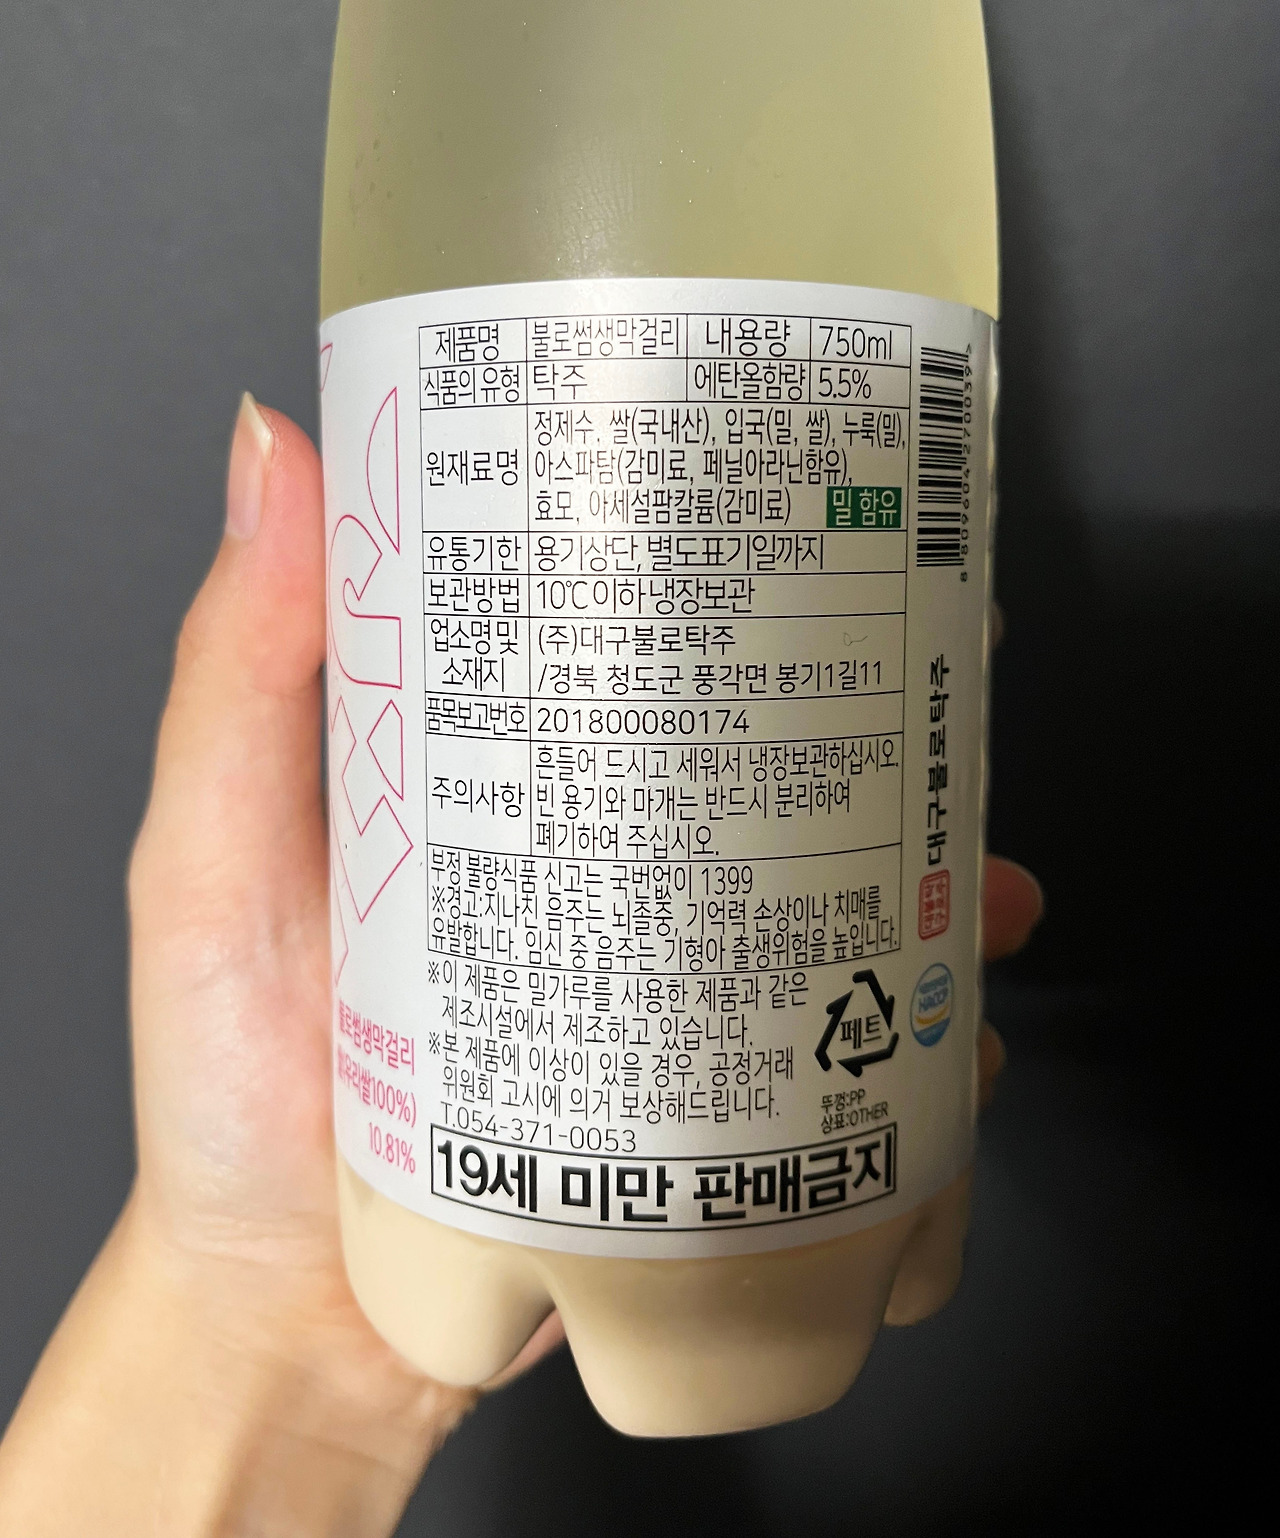 제품명 불로썸생막걸리 내용량 750ml
식품의 유형 탁주 에탄올함량 5.5%
원재료명 정제수, 쌀(국내산), 입국(밀, 쌀), 누룩(밀),
아스파탐(감미료, 페닐아라닌함유),
효모, 아세설팜칼륨(감미료) 밀 함유
유통기한 용기상단, 별도표기일까지
보관방법 10℃이하 냉장보관
업소명 및 (주)대구불로탁주
소재지 /경북 청도군 풍각면 봉기1길11
품목보고번호 201800080174
흔들어 드시고 세워서 냉장보관하십시오.
주의사항 빈 용기와 마개는 반드시 분리하여
폐기하여 주십시오.
부정 불량식품 신고는 국번없이 1399
※경고:지나친 음주는 뇌졸중, 기억력 손상이나 치매를
유발합니다. 임신 중 음주는 기형아 출생위험을 높입니다.
※이 제품은 밀가루를 사용한 제품과 같은
제조시설에서 제조하고 있습니다.
※본 제품에 이상이 있을 경우, 공정거래
위원회 고시에 의거 보상해드립니다.
T.054-371-0053
페트
뚜껑:PP
상표:OTHER
19세 미만 판매금지
불로썸생막걸리
쌀(우리쌀100%)
10.81%
8 809604 270039 >
대구불로탁주
HACCP